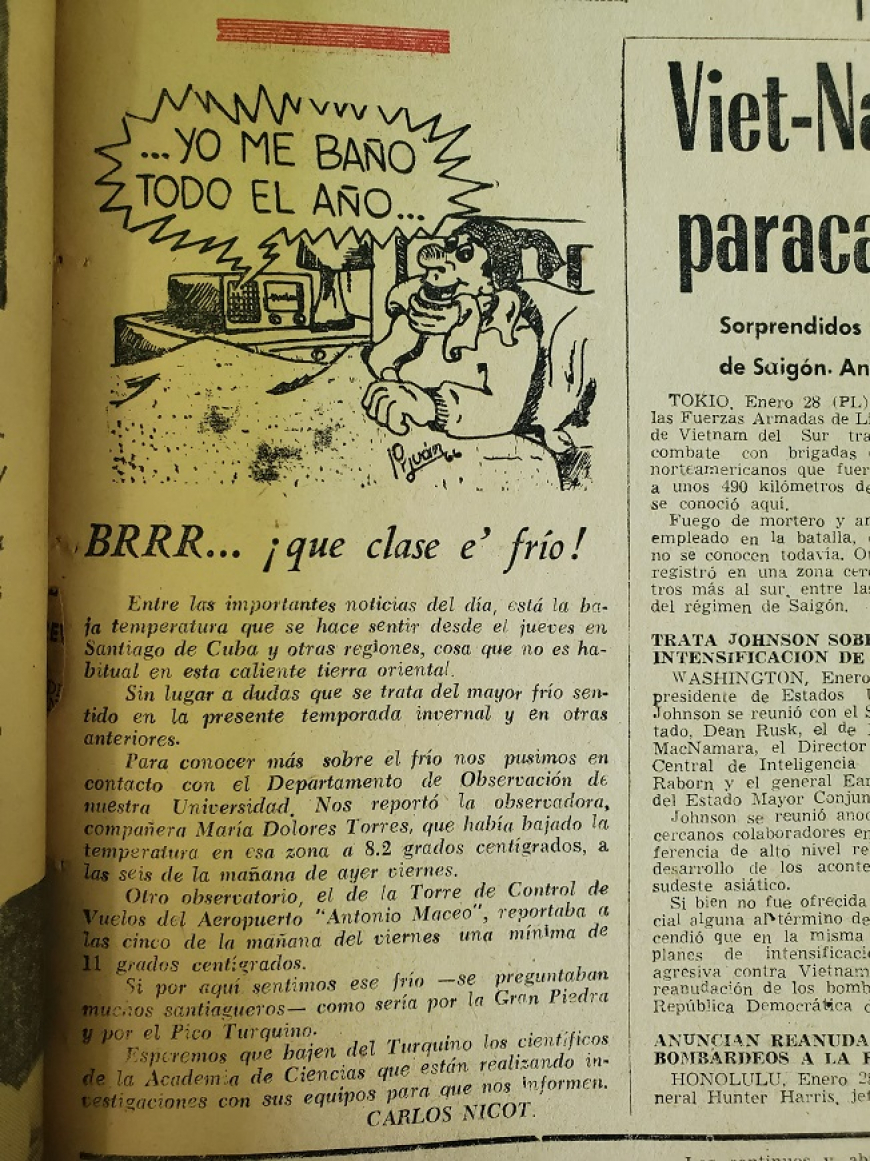 ...YO ME BAÑO
TODO EL AÑO...
BRRR... ¡que clase e' frío!
Entre las importantes noticias del día, está la ba-
ja temperatura que se hace sentir desde el jueves en
Santiago de Cuba y otras regiones, cosa que no es ha-
bitual en esta caliente tierra oriental.
Sin lugar a dudas que se trata del mayor frío sen-
tido en la presente temporada invernal y en otras
anteriores.
Para conocer más sobre el frío nos pusimos en
contacto con el Departamento de Observación de
nuestra Universidad. Nos reportó la observadora,
compañera María Dolores Torres, que había bajado la
temperatura en esa zona a 8.2 grados centígrados, a
las seis de la mañana de ayer viernes.
Otro observatorio, el de la Torre de Control de
Vuelos del Aeropuerto "Antonio Maceo", reportaba a
las cinco de la mañana del viernes una mínima de
11 grados centígrados.
Si por aquí sentimos ese frío —se preguntaban
muchos santiagueros— como sería por la Gran Piedra
y por el Pico Turquino.
Esperemos que bajen del Turquino los científicos
de la Academia de Ciencias que están realizando in-
vestigaciones con sus equipos para que nos informen.
CARLOS NICOT.
Viet-Na
paraca
Sorprendidos
de Saigón. An
TOKIO, Enero 28 (PL)
las Fuerzas Armadas de Li
de Vietnam del Sur tra
combate con brigadas
norteamericanos que fuer
a unos 490 kilómetros de
se conoció aquí.
Fuego de mortero y ar
empleado en la batalla,
no se conocen todavía. Ot
registró en una zona cerc
tros más al sur, entre las
del régimen de Saigón.
TRATA JOHNSON SOBR
INTENSIFICACION DE
WASHINGTON, Enero
presidente de Estados U
Johnson se reunió con el S
tado, Dean Rusk, el de
MacNamara, el Director
Central de Inteligencia
Raborn y el general Ear
del Estado Mayor Conjun
Johnson se reunió anoc
cercanos colaboradores en
ferencia de alto nivel re
desarrollo de los aconte
sudeste asiático.
Si bien no fue ofrecida
cial alguna al término de
cendió que en la misma
planes de intensificaci
agresiva contra Vietnam
reanudación de los bomb
República Democrática d
ANUNCIAN REANUDA
BOMBARDEOS A LA R
HONOLULU, Enero 28
neral Hunter Harris, jef